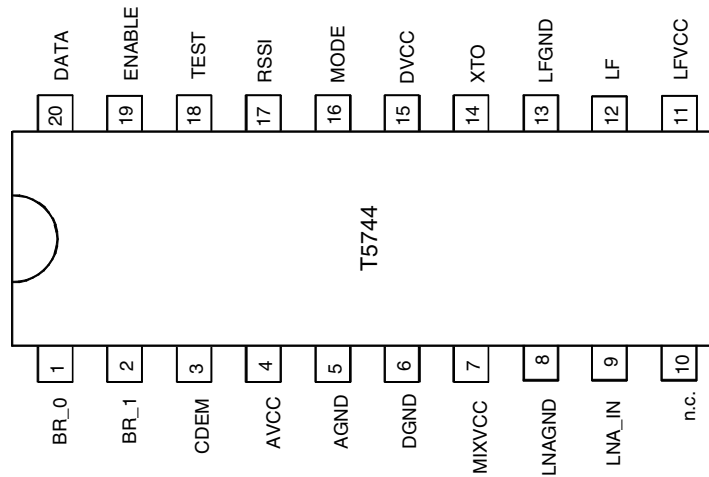 DATA
ENABLE
TEST
RSSI
MODE
DVCC
XTO
LFGND
LF
LFVCC
20
19
18
17
16
15
14
13
12
11
T5744
1
2
3
4
5
6
7
8
9
10
BR_0
BR_1
CDEM
AVCC
AGND
DGND
MIXVCC
LNAGND
LNA_IN
n.c.